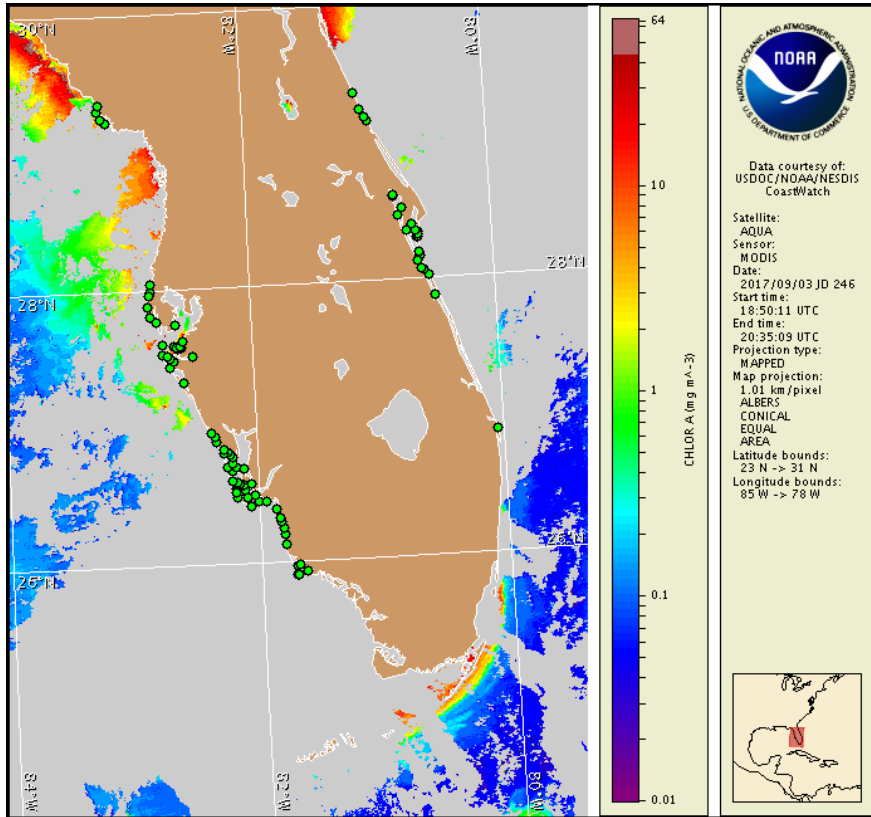 30°N
82°W
80°W
28°N
28°N
26°N
26°N
84°W
82°W
80°W
64
10
1
0.1
0.01
CHLOR A (mg m^-3)
NATIONAL OCEANIC AND ATMOSPHERIC ADMINISTRATION
NOAA
U.S. DEPARTMENT OF COMMERCE
Data courtesy of:
USDOC/NOAA/NESDIS
CoastWatch
Satellite:
AQUA
Sensor:
MODIS
Date:
2017/09/03 JD 246
Start time:
18:50:11 UTC
End time:
20:35:09 UTC
Projection type:
MAPPED
Map projection:
1.01 km/pixel
ALBERS
CONICAL
EQUAL
AREA
Latitude bounds:
23 N -> 31 N
Longitude bounds:
85 W -> 78 W